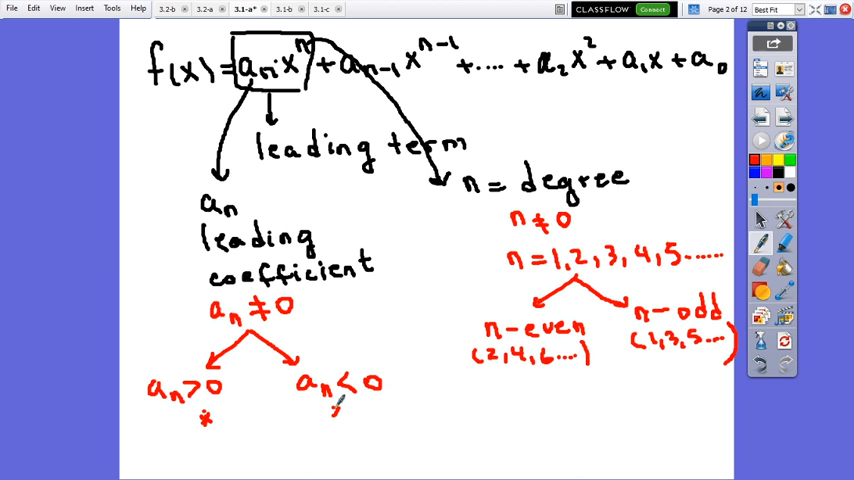 File Edit View Insert Tools Help
3.2-b 3.2-a 3.1-a* 3.1-b 3.1-c
CLASSFLOW Connect
Page 2 of 12 Best Fit
f(x) = aₙ·xⁿ + aₙ₋₁xⁿ⁻¹ + .... + a₂x² + a₁x + a₀
leading term
n = degree
n ≠ 0
n = 1, 2, 3, 4, 5 ......
n - even
(2, 4, 6 ....)
n - odd
(1, 3, 5 ...)
aₙ
leading
coefficient
aₙ ≠ 0
aₙ > 0
aₙ < 0
*